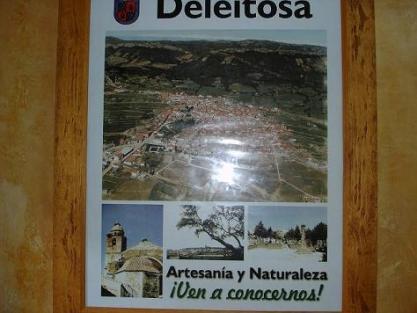 Deleitosa
Artesanía y Naturaleza
¡Ven a conocernos!